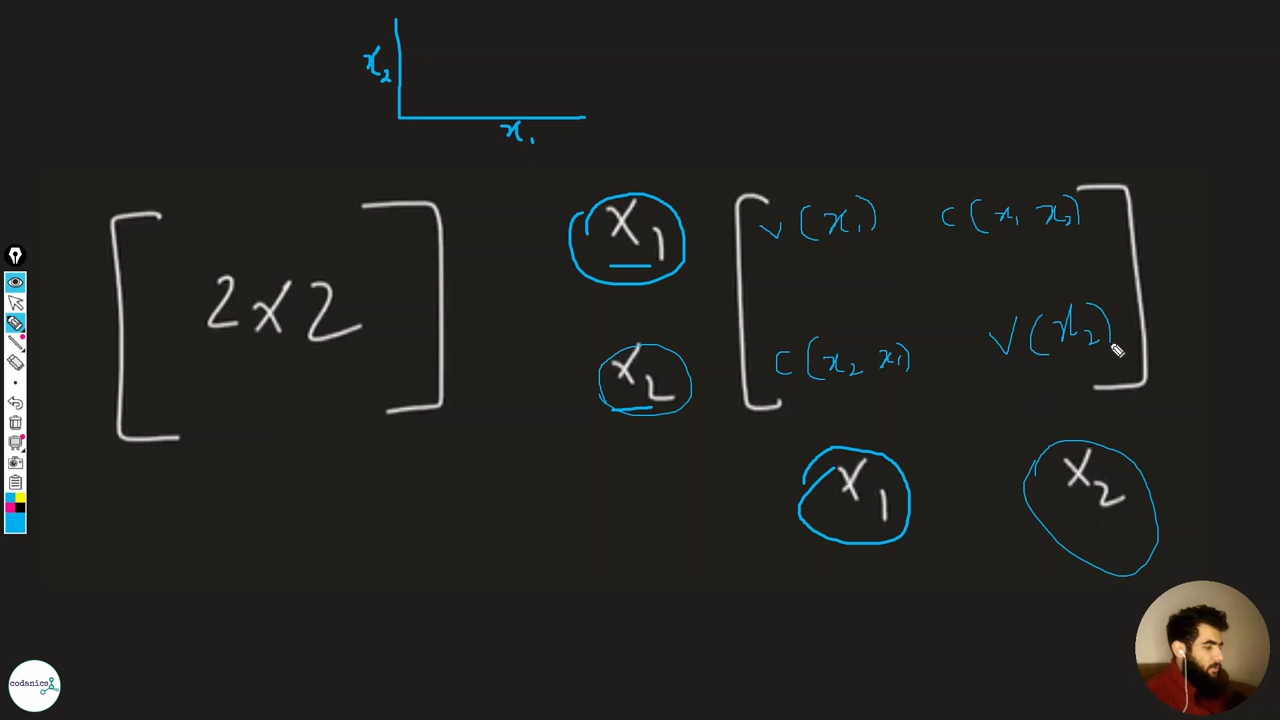 x₂
x₁
X₁
V(x₁) C(x₁ x₂)
2x2
X₂
C(x₂ x₁) V(x₂)
X₁ X₂
codanics